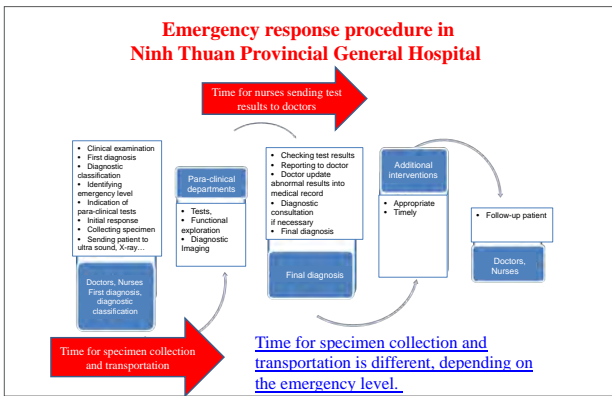 Emergency response procedure in
Ninh Thuan Provincial General Hospital
Time for nurses sending test
results to doctors
• Clinical examination
• First diagnosis
• Diagnostic
classification
• Identifying
emergency level
• Indication of
para-clinical tests
• Initial response
• Collecting specimen
• Sending patient to
ultra sound, X-ray…
Doctors, Nurses
First diagnosis,
diagnostic
classification
Para-clinical
departments
• Tests,
• Functional
exploration
• Diagnostic
Imaging
• Checking test results
• Reporting to doctor
• Doctor update
abnormal results into
medical record
• Diagnostic
consultation
if necessary
• Final diagnosis
Final diagnosis
Additional
interventions
• Appropriate
• Timely
• Follow-up patient
Doctors,
Nurses
Time for specimen collection
and transportation
Time for specimen collection and
transportation is different, depending on
the emergency level.